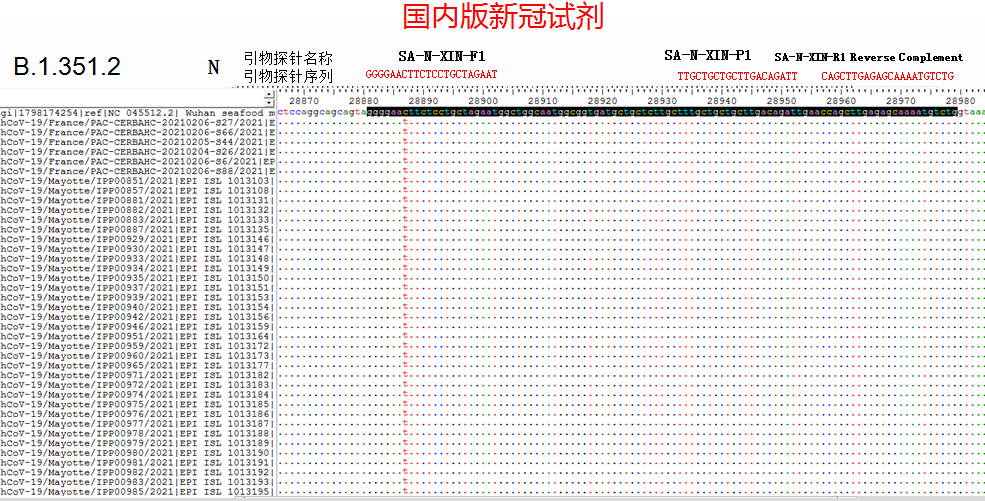 国内版新冠试剂
B.1.351.2
N
引物探针名称 SA-N-XIN-F1 SA-N-XIN-P1 SA-N-XIN-R1 Reverse Complement
引物探针序列 GGGGAACTTCTCCTGCTAGAAT TTGCTGCTGCTTGACAGATT CAGCTTGAGAGCAAAATGTCTG
28870 28880 28890 28900 28910 28920 28930 28940 28950 28960 28970 28980
gi|1798174254|ref|NC 045512.2| Wuhan seafood m ctccaggcagcagtaggggaacttctcctgctagaatggctggcaatggcggtgatgctgctcttgctttgctgctgcttgacagattgaaccagcttgagagcaaaatgtctggtaaa
hCoV-19/France/PAC-CERBAHC-20210206-S27/2021|E t
hCoV-19/France/PAC-CERBAHC-20210206-S66/2021|E t
hCoV-19/France/PAC-CERBAHC-20210205-S44/2021|E t
hCoV-19/France/PAC-CERBAHC-20210204-S26/2021|E t
hCoV-19/France/PAC-CERBAHC-20210206-S6/2021|EP t
hCoV-19/France/PAC-CERBAHC-20210206-S88/2021|E t
hCoV-19/Mayotte/IPP00851/2021|EPI ISL 1013103| t
hCoV-19/Mayotte/IPP00857/2021|EPI ISL 1013108| t
hCoV-19/Mayotte/IPP00881/2021|EPI ISL 1013131| t
hCoV-19/Mayotte/IPP00882/2021|EPI ISL 1013132| t
hCoV-19/Mayotte/IPP00883/2021|EPI ISL 1013133| t
hCoV-19/Mayotte/IPP00887/2021|EPI ISL 1013135| t
hCoV-19/Mayotte/IPP00929/2021|EPI ISL 1013146| t
hCoV-19/Mayotte/IPP00930/2021|EPI ISL 1013147| t
hCoV-19/Mayotte/IPP00933/2021|EPI ISL 1013148| t
hCoV-19/Mayotte/IPP00934/2021|EPI ISL 1013149| t
hCoV-19/Mayotte/IPP00935/2021|EPI ISL 1013150| t
hCoV-19/Mayotte/IPP00937/2021|EPI ISL 1013151| t
hCoV-19/Mayotte/IPP00939/2021|EPI ISL 1013153| t
hCoV-19/Mayotte/IPP00940/2021|EPI ISL 1013154| t
hCoV-19/Mayotte/IPP00942/2021|EPI ISL 1013156| t
hCoV-19/Mayotte/IPP00946/2021|EPI ISL 1013159| t
hCoV-19/Mayotte/IPP00951/2021|EPI ISL 1013164| t
hCoV-19/Mayotte/IPP00959/2021|EPI ISL 1013172| t
hCoV-19/Mayotte/IPP00960/2021|EPI ISL 1013173| t
hCoV-19/Mayotte/IPP00965/2021|EPI ISL 1013177| t
hCoV-19/Mayotte/IPP00971/2021|EPI ISL 1013182| t
hCoV-19/Mayotte/IPP00972/2021|EPI ISL 1013183| t
hCoV-19/Mayotte/IPP00974/2021|EPI ISL 1013184| t
hCoV-19/Mayotte/IPP00975/2021|EPI ISL 1013185| t
hCoV-19/Mayotte/IPP00976/2021|EPI ISL 1013186| t
hCoV-19/Mayotte/IPP00977/2021|EPI ISL 1013187| t
hCoV-19/Mayotte/IPP00978/2021|EPI ISL 1013188| t
hCoV-19/Mayotte/IPP00979/2021|EPI ISL 1013189| t
hCoV-19/Mayotte/IPP00980/2021|EPI ISL 1013190| t
hCoV-19/Mayotte/IPP00981/2021|EPI ISL 1013191| t
hCoV-19/Mayotte/IPP00982/2021|EPI ISL 1013192| t
hCoV-19/Mayotte/IPP00983/2021|EPI ISL 1013193| t
hCoV-19/Mayotte/IPP00985/2021|EPI ISL 1013195| t